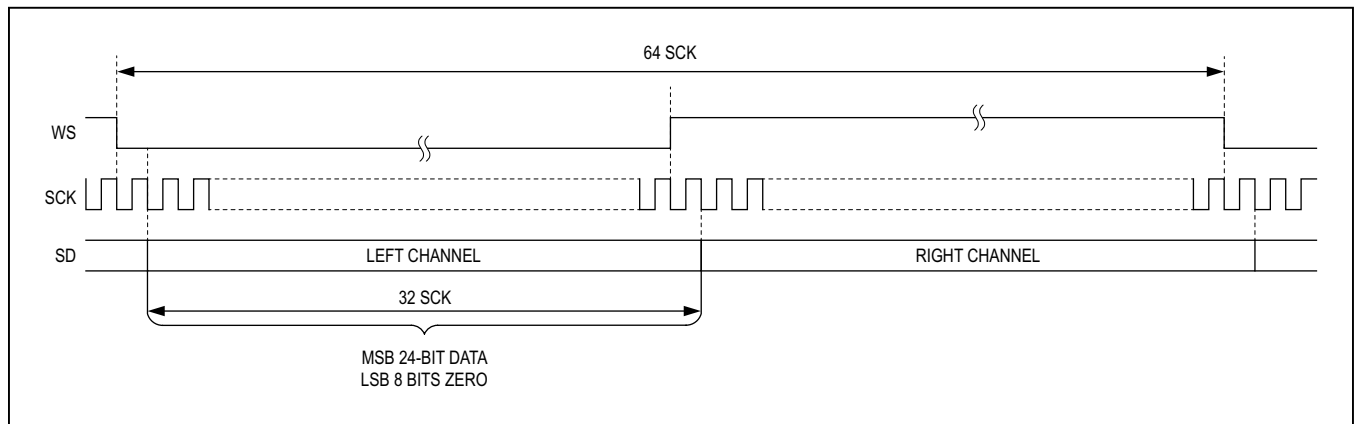 64 SCK
WS
SCK
SD
LEFT CHANNEL
RIGHT CHANNEL
32 SCK
MSB 24-BIT DATA
LSB 8 BITS ZERO